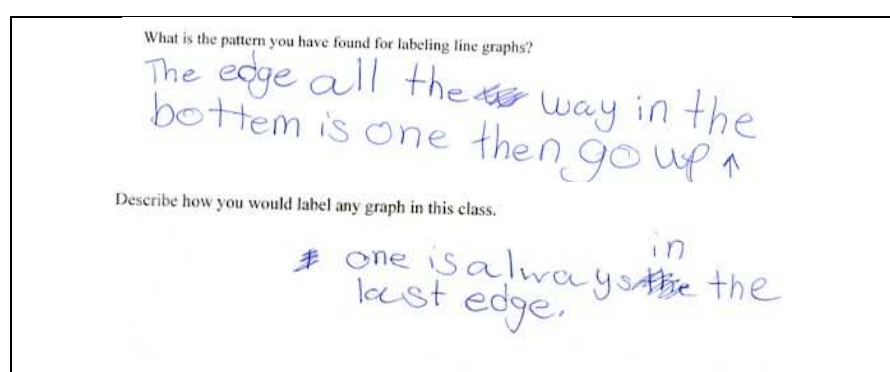 What is the pattern you have found for labeling line graphs?
The edge all the way in the
bottem is one then go up ↑
Describe how you would label any graph in this class.
one is always in the
last edge.